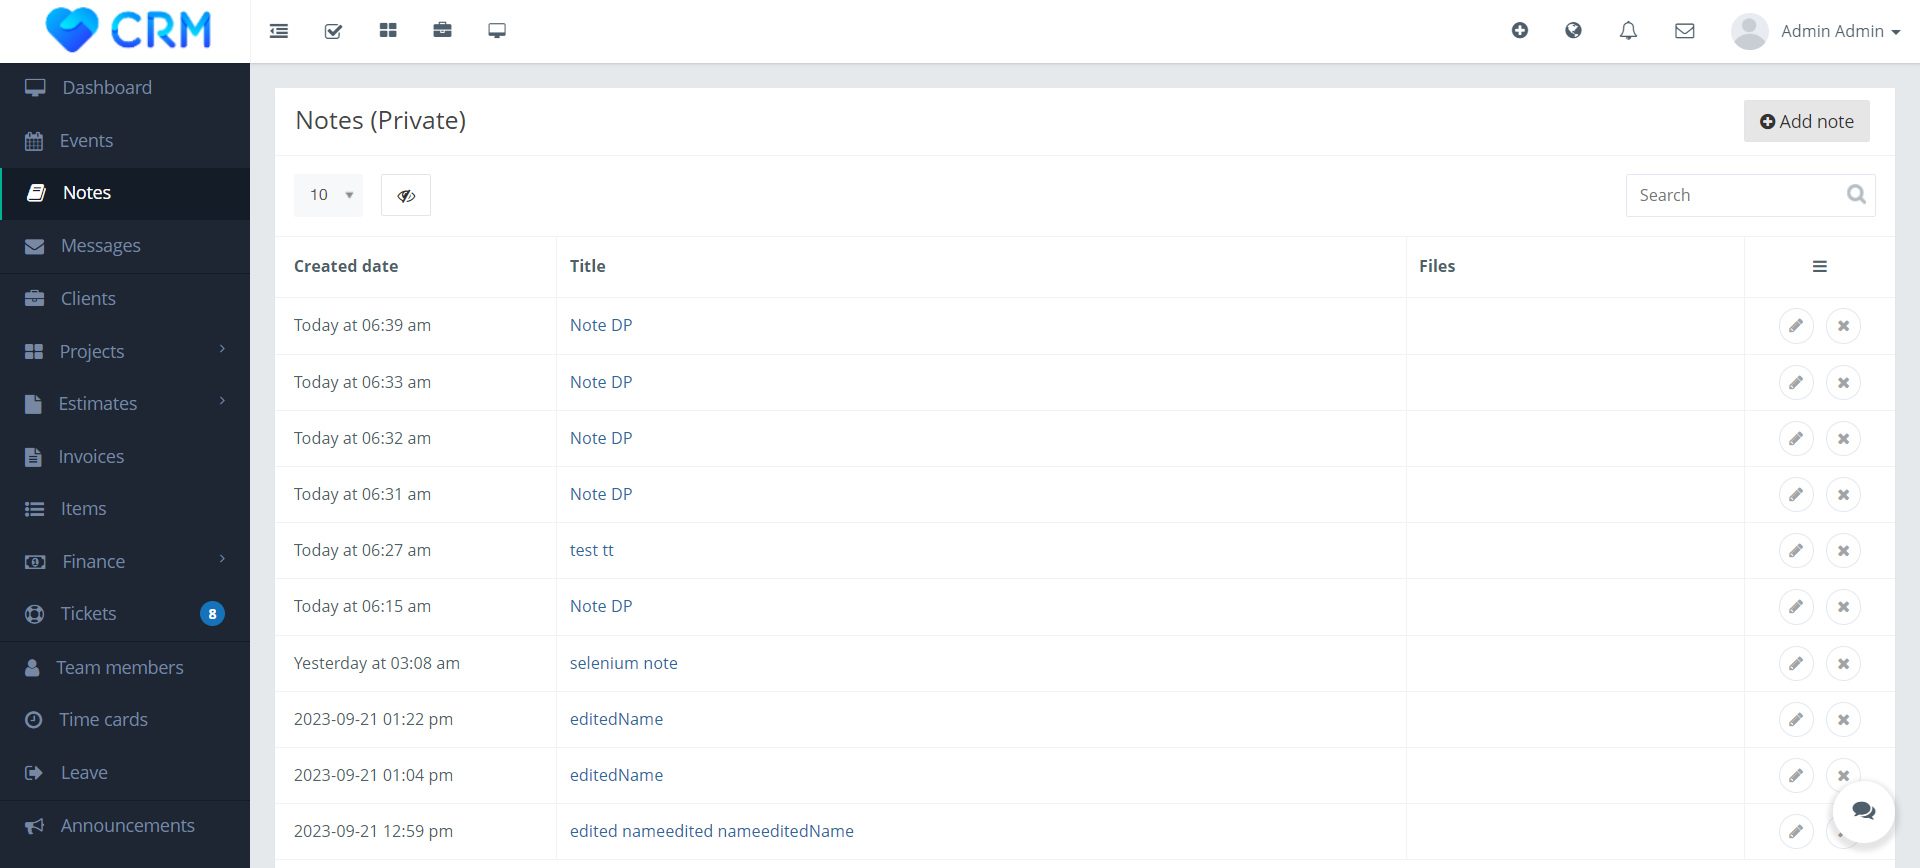 CRM
Admin Admin
Dashboard
Events
Notes
Messages
Clients
Projects
Estimates
Invoices
Items
Finance
Tickets 8
Team members
Time cards
Leave
Announcements
Notes (Private)
Add note
10
Search
Created date Title Files
Today at 06:39 am Note DP
Today at 06:33 am Note DP
Today at 06:32 am Note DP
Today at 06:31 am Note DP
Today at 06:27 am test tt
Today at 06:15 am Note DP
Yesterday at 03:08 am selenium note
2023-09-21 01:22 pm editedName
2023-09-21 01:04 pm editedName
2023-09-21 12:59 pm edited nameedited nameeditedName